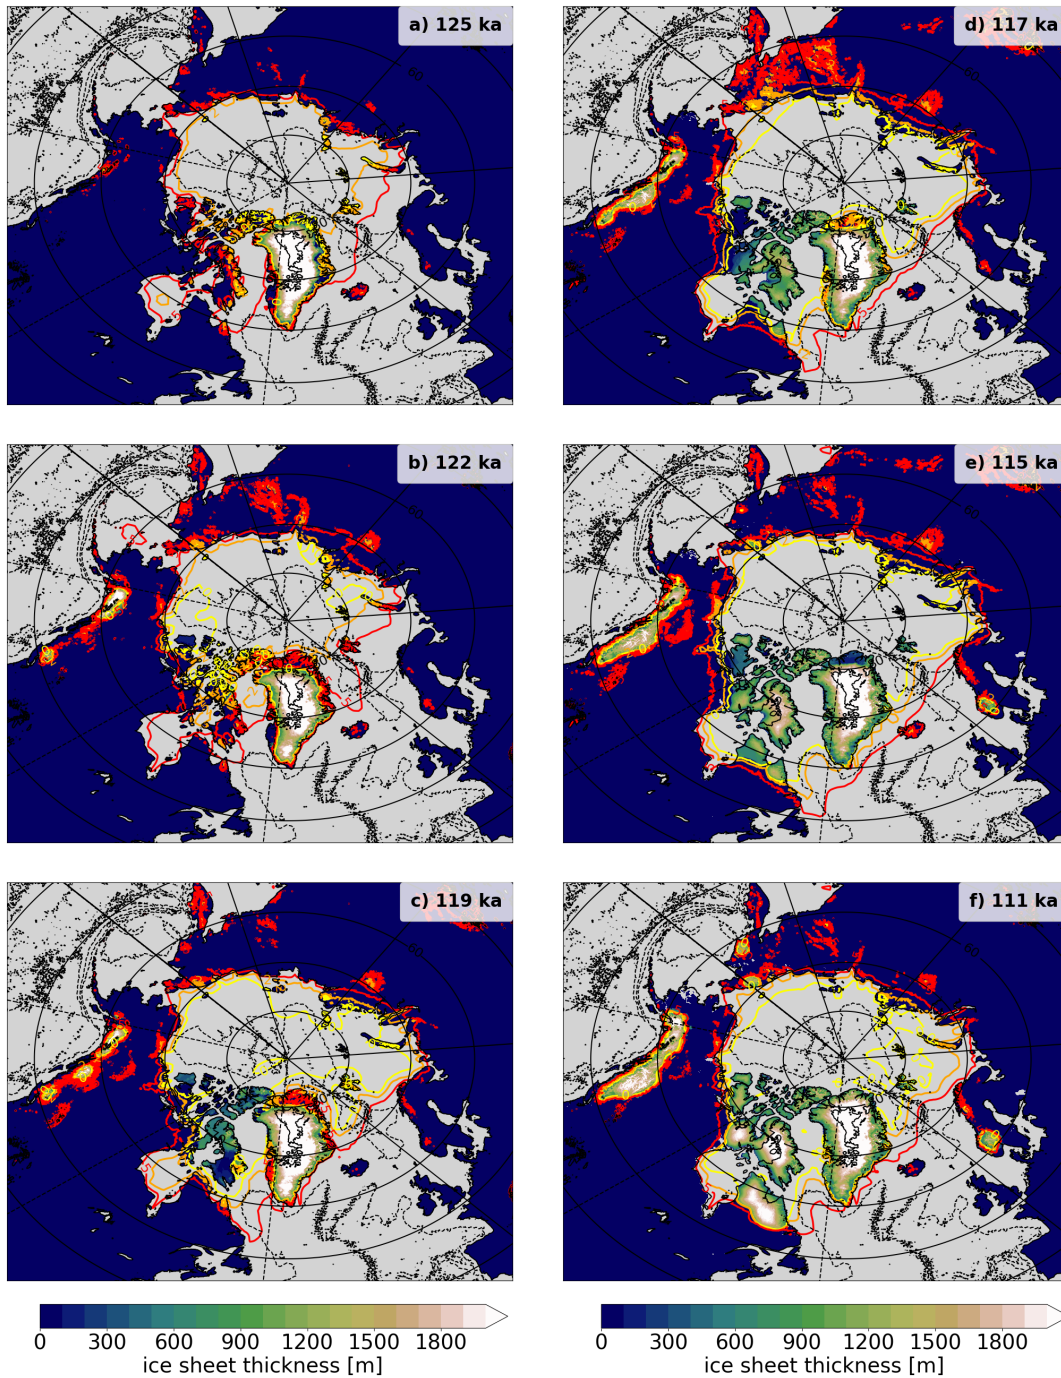 a) 125 ka
d) 117 ka
60
60
b) 122 ka
e) 115 ka
60
60
c) 119 ka
f) 111 ka
60
60
0 300 600 900 1200 1500 1800
0 300 600 900 1200 1500 1800
ice sheet thickness [m]
ice sheet thickness [m]